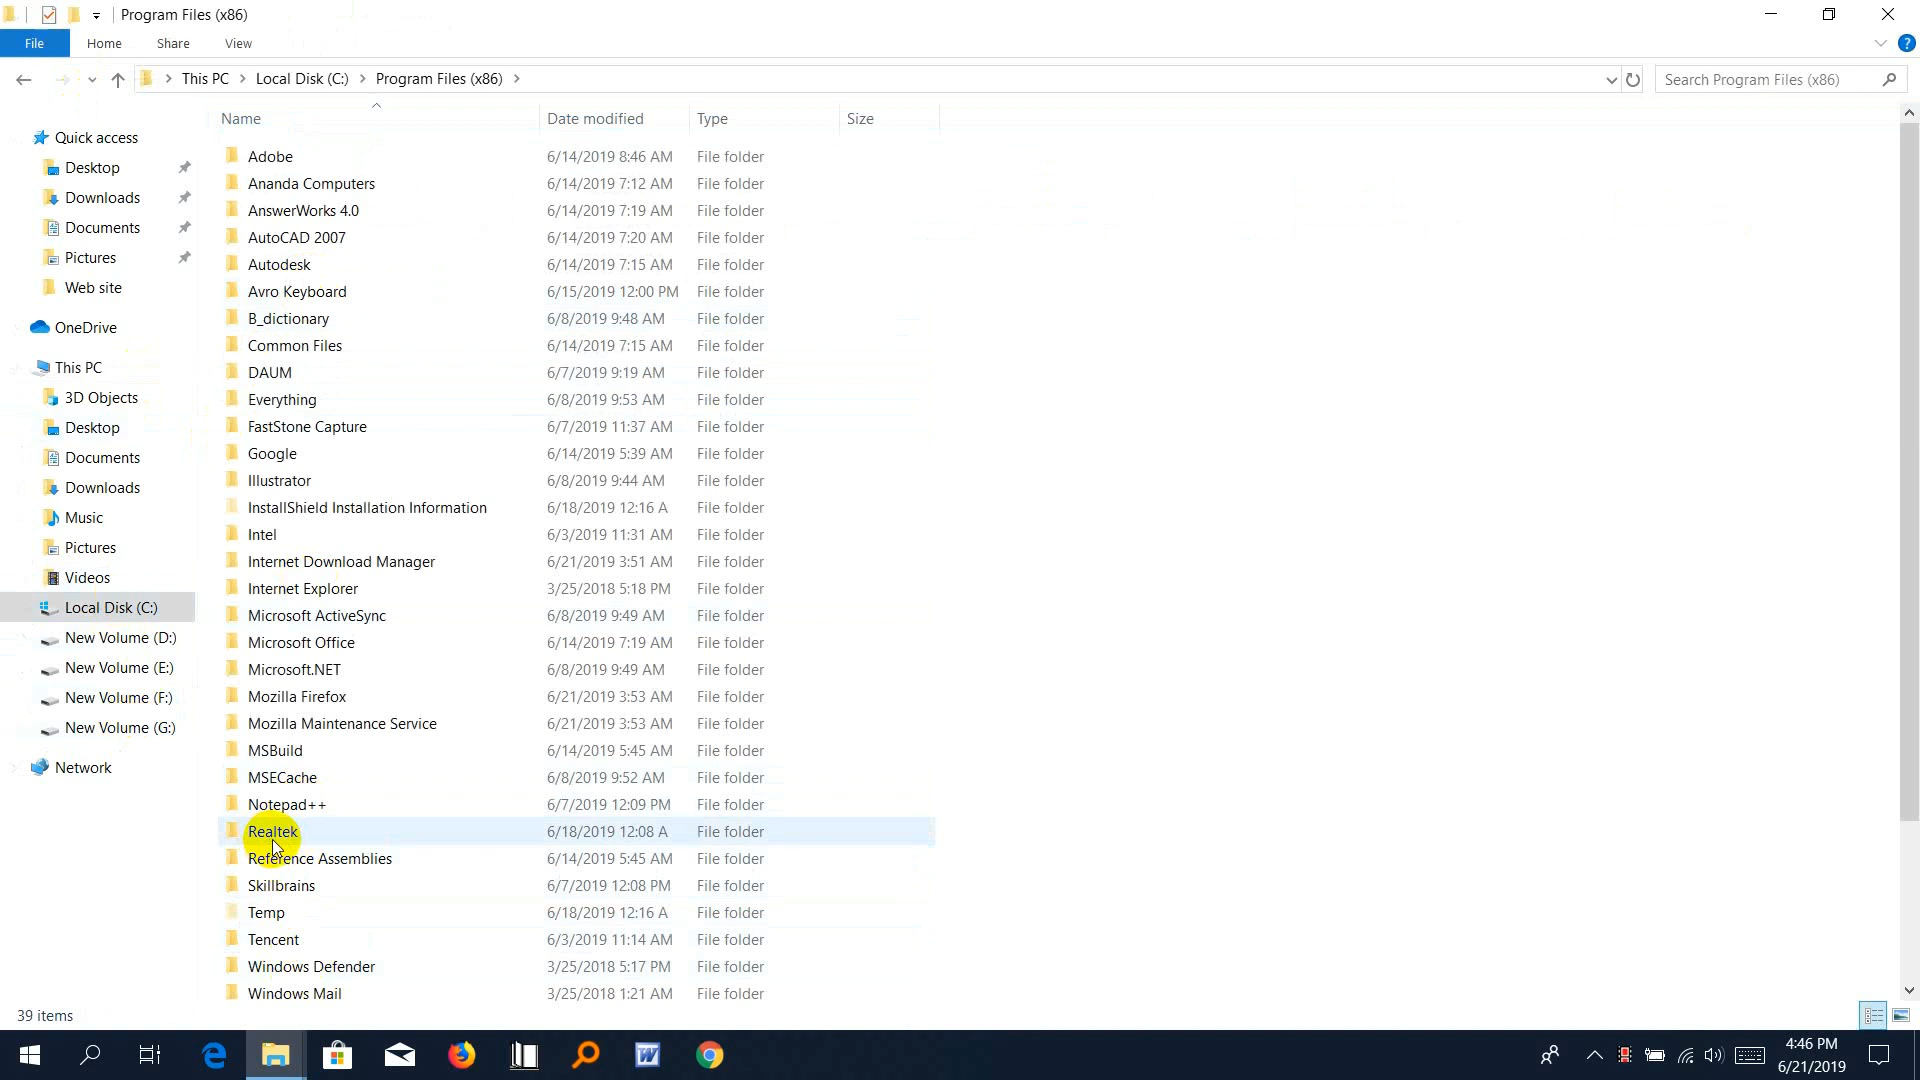 Program Files (x86)
File Home Share View
This PC Local Disk (C:) Program Files (x86) Search Program Files (x86)
Name Date modified Type Size
Quick access
Desktop
Downloads
Documents
Pictures
Web site
OneDrive
This PC
3D Objects
Desktop
Documents
Downloads
Music
Pictures
Videos
Local Disk (C:)
New Volume (D:)
New Volume (E:)
New Volume (F:)
New Volume (G:)
Network
Adobe 6/14/2019 8:46 AM File folder
Ananda Computers 6/14/2019 7:12 AM File folder
AnswerWorks 4.0 6/14/2019 7:19 AM File folder
AutoCAD 2007 6/14/2019 7:20 AM File folder
Autodesk 6/14/2019 7:15 AM File folder
Avro Keyboard 6/15/2019 12:00 PM File folder
B_dictionary 6/8/2019 9:48 AM File folder
Common Files 6/14/2019 7:15 AM File folder
DAUM 6/7/2019 9:19 AM File folder
Everything 6/8/2019 9:53 AM File folder
FastStone Capture 6/7/2019 11:37 AM File folder
Google 6/14/2019 5:39 AM File folder
Illustrator 6/8/2019 9:44 AM File folder
InstallShield Installation Information 6/18/2019 12:16 A File folder
Intel 6/3/2019 11:31 AM File folder
Internet Download Manager 6/21/2019 3:51 AM File folder
Internet Explorer 3/25/2018 5:18 PM File folder
Microsoft ActiveSync 6/8/2019 9:49 AM File folder
Microsoft Office 6/14/2019 7:19 AM File folder
Microsoft.NET 6/8/2019 9:49 AM File folder
Mozilla Firefox 6/21/2019 3:53 AM File folder
Mozilla Maintenance Service 6/21/2019 3:53 AM File folder
MSBuild 6/14/2019 5:45 AM File folder
MSECache 6/8/2019 9:52 AM File folder
Notepad++ 6/7/2019 12:09 PM File folder
Realtek 6/18/2019 12:08 A File folder
Reference Assemblies 6/14/2019 5:45 AM File folder
Skillbrains 6/7/2019 12:08 PM File folder
Temp 6/18/2019 12:16 A File folder
Tencent 6/3/2019 11:14 AM File folder
Windows Defender 3/25/2018 5:17 PM File folder
Windows Mail 3/25/2018 1:21 AM File folder
39 items
4:46 PM
6/21/2019